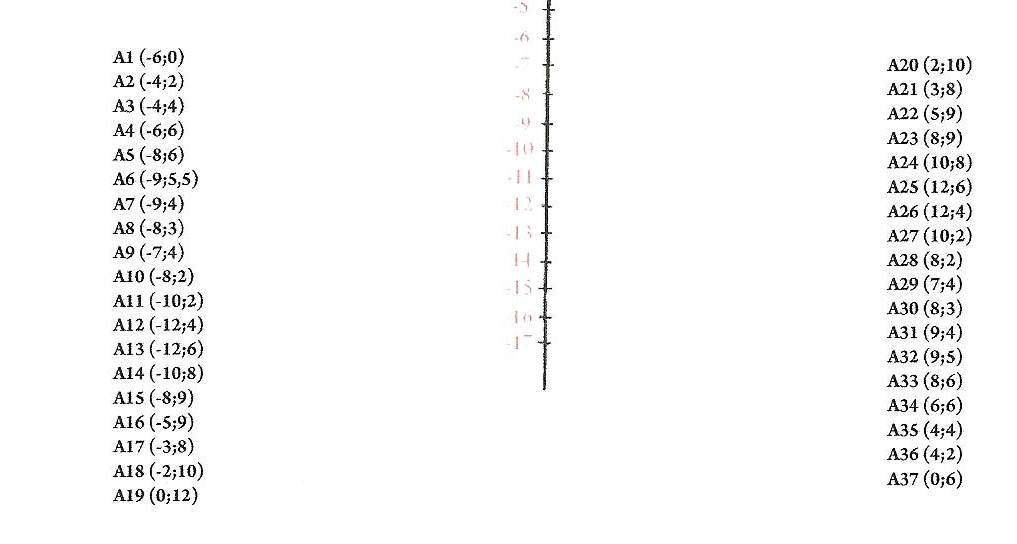 A1 (-6;0)
A2 (-4;2)
A3 (-4;4)
A4 (-6;6)
A5 (-8;6)
A6 (-9;5,5)
A7 (-9;4)
A8 (-8;3)
A9 (-7;4)
A10 (-8;2)
A11 (-10;2)
A12 (-12;4)
A13 (-12;6)
A14 (-10;8)
A15 (-8;9)
A16 (-5;9)
A17 (-3;8)
A18 (-2;10)
A19 (0;12)
-5
-6
-7
-8
-9
-10
-11
-12
-13
-14
-15
-16
-17
A20 (2;10)
A21 (3;8)
A22 (5;9)
A23 (8;9)
A24 (10;8)
A25 (12;6)
A26 (12;4)
A27 (10;2)
A28 (8;2)
A29 (7;4)
A30 (8;3)
A31 (9;4)
A32 (9;5)
A33 (8;6)
A34 (6;6)
A35 (4;4)
A36 (4;2)
A37 (0;6)